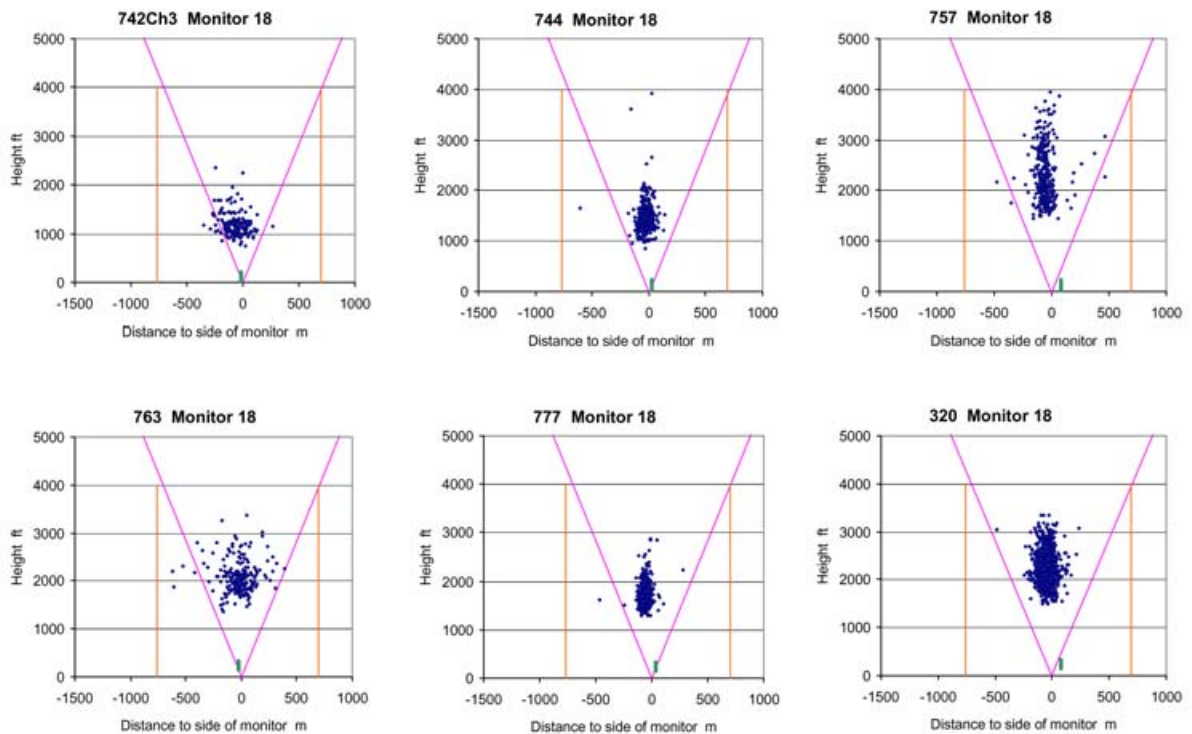 742Ch3 Monitor 18
5000
4000
3000
2000
1000
0
Height ft
-1500 -1000 -500 0 500 1000
Distance to side of monitor m
744 Monitor 18
5000
4000
3000
2000
1000
0
Height ft
-1500 -1000 -500 0 500 1000
Distance to side of monitor m
757 Monitor 18
5000
4000
3000
2000
1000
0
Height ft
-1500 -1000 -500 0 500 1000
Distance to side of monitor m
763 Monitor 18
5000
4000
3000
2000
1000
0
Height ft
-1500 -1000 -500 0 500 1000
Distance to side of monitor m
777 Monitor 18
5000
4000
3000
2000
1000
0
Height ft
-1500 -1000 -500 0 500 1000
Distance to side of monitor m
320 Monitor 18
5000
4000
3000
2000
1000
0
Height ft
-1500 -1000 -500 0 500 1000
Distance to side of monitor m